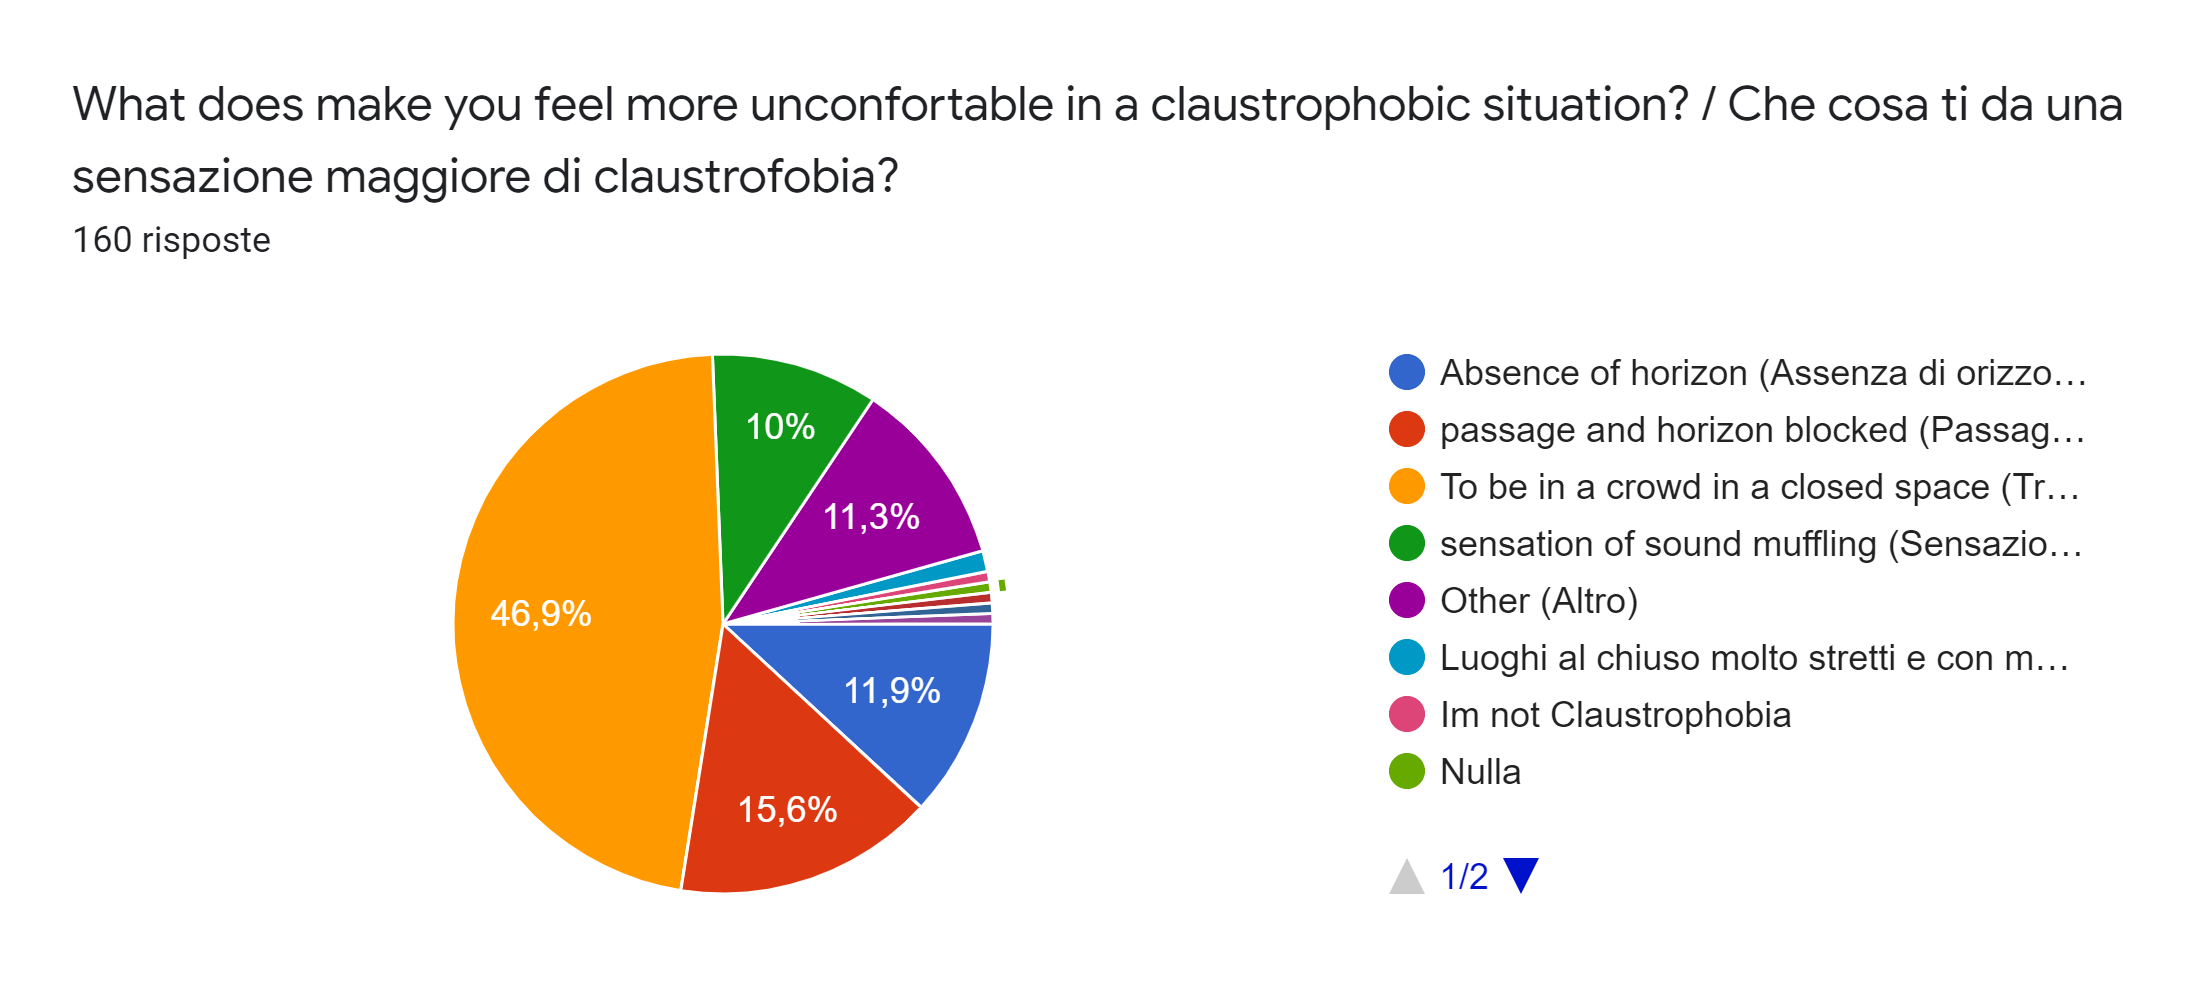 What does make you feel more unconfortable in a claustrophobic situation? / Che cosa ti da una
sensazione maggiore di claustrofobia?
160 risposte
10%
11,3%
46,9%
11,9%
15,6%
Absence of horizon (Assenza di orizzo…
passage and horizon blocked (Passag…
To be in a crowd in a closed space (Tr…
sensation of sound muffling (Sensazio…
Other (Altro)
Luoghi al chiuso molto stretti e con m…
Im not Claustrophobia
Nulla
1/2